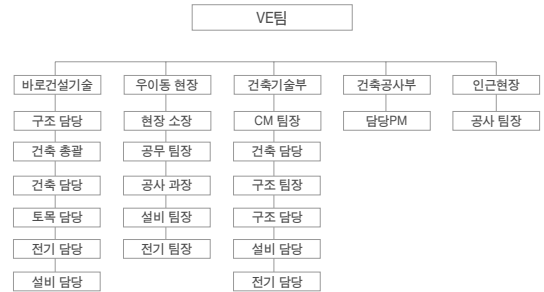 VE팀
바로건설기술 우이동 현장 건축기술부 건축공사부 인근현장
구조 담당 현장 소장 CM 팀장 담당PM 공사 팀장
건축 총괄 공무 팀장 건축 담당
건축 담당 공사 과장 구조 팀장
토목 담당 설비 팀장 구조 담당
전기 담당 전기 팀장 설비 담당
설비 담당 전기 담당